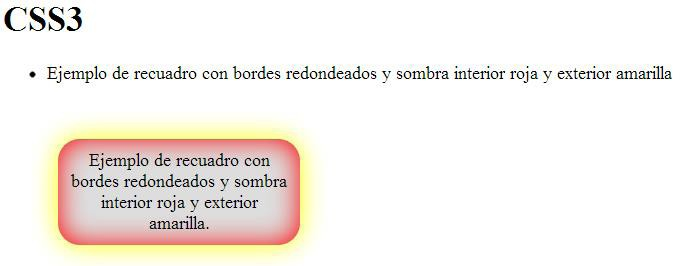 CSS3
Ejemplo de recuadro con bordes redondeados y sombra interior roja y exterior amarilla
Ejemplo de recuadro con
bordes redondeados y sombra
interior roja y exterior
amarilla.